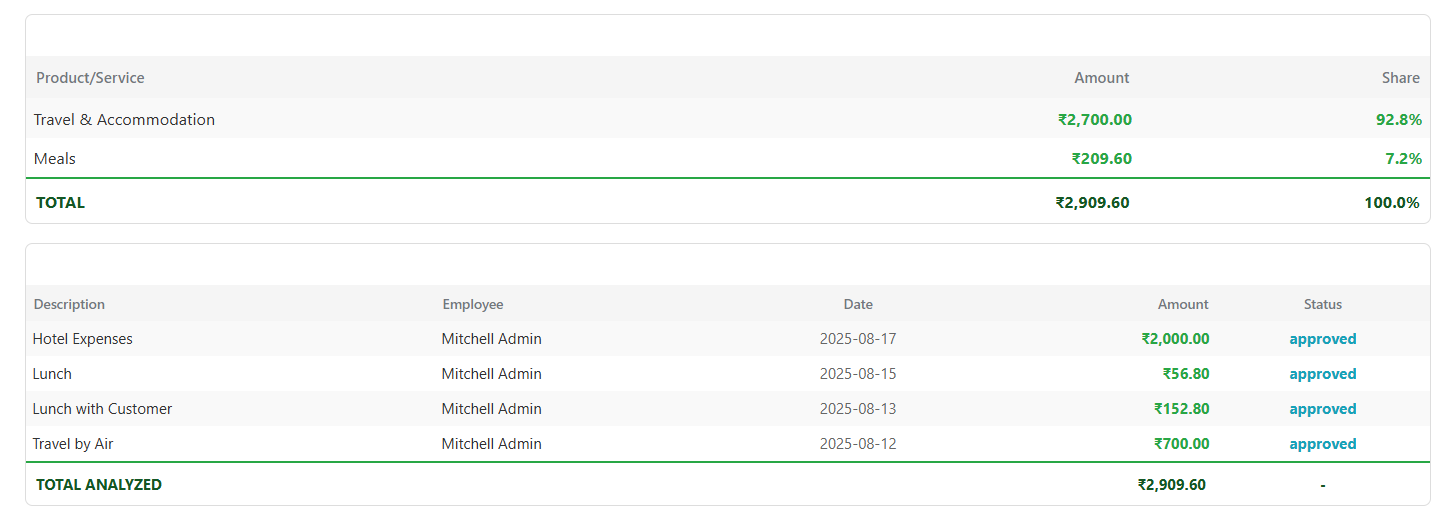 Product/Service Amount Share
Travel & Accommodation ₹2,700.00 92.8%
Meals ₹209.60 7.2%
TOTAL ₹2,909.60 100.0%
Description Employee Date Amount Status
Hotel Expenses Mitchell Admin 2025-08-17 ₹2,000.00 approved
Lunch Mitchell Admin 2025-08-15 ₹56.80 approved
Lunch with Customer Mitchell Admin 2025-08-13 ₹152.80 approved
Travel by Air Mitchell Admin 2025-08-12 ₹700.00 approved
TOTAL ANALYZED ₹2,909.60 -